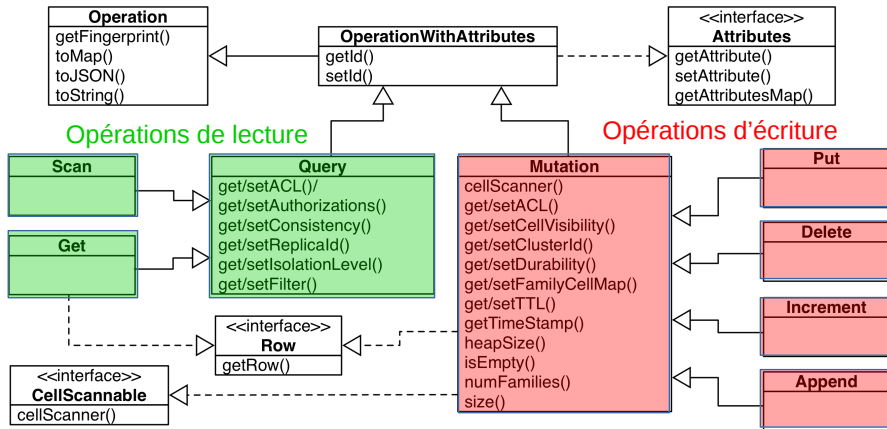 Operation
getFingerprint()
toMap()
toJSON()
toString()
OperationWithAttributes
getId()
setId()
<<interface>>
Attributes
getAttribute()
setAttribute()
getAttributesMap()
Opérations de lecture
Opérations d'écriture
Scan
Get
Query
get/setACL()/
get/setAuthorizations()
get/setConsistency()
get/setReplicaId()
get/setIsolationLevel()
get/setFilter()
Mutation
cellScanner()
get/setACL()
get/setCellVisibility()
get/setClusterId()
get/setDurability()
get/setFamilyCellMap()
get/setTTL()
getTimeStamp()
heapSize()
isEmpty()
numFamilies()
size()
Put
Delete
Increment
Append
<<interface>>
Row
getRow()
<<interface>>
CellScannable
cellScanner()